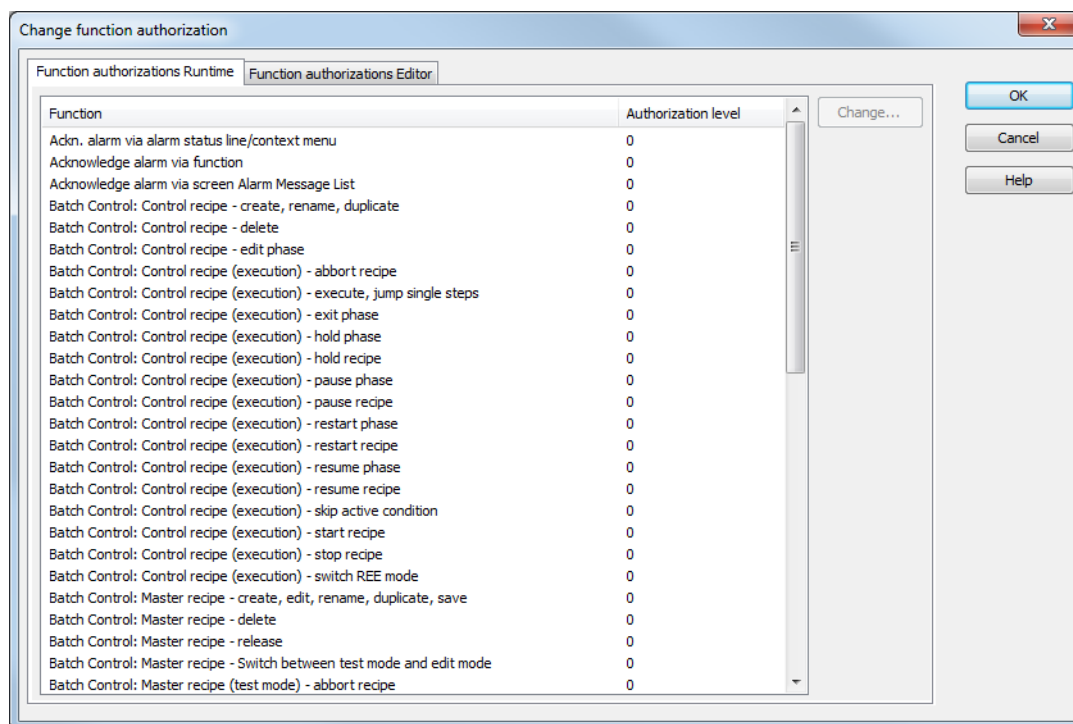 Change function authorization
Function authorizations Runtime Function authorizations Editor
Function Authorization level
Ackn. alarm via alarm status line/context menu 0
Acknowledge alarm via function 0
Acknowledge alarm via screen Alarm Message List 0
Batch Control: Control recipe - create, rename, duplicate 0
Batch Control: Control recipe - delete 0
Batch Control: Control recipe - edit phase 0
Batch Control: Control recipe (execution) - abbort recipe 0
Batch Control: Control recipe (execution) - execute, jump single steps 0
Batch Control: Control recipe (execution) - exit phase 0
Batch Control: Control recipe (execution) - hold phase 0
Batch Control: Control recipe (execution) - hold recipe 0
Batch Control: Control recipe (execution) - pause phase 0
Batch Control: Control recipe (execution) - pause recipe 0
Batch Control: Control recipe (execution) - restart phase 0
Batch Control: Control recipe (execution) - restart recipe 0
Batch Control: Control recipe (execution) - resume phase 0
Batch Control: Control recipe (execution) - resume recipe 0
Batch Control: Control recipe (execution) - skip active condition 0
Batch Control: Control recipe (execution) - start recipe 0
Batch Control: Control recipe (execution) - stop recipe 0
Batch Control: Control recipe (execution) - switch REE mode 0
Batch Control: Master recipe - create, edit, rename, duplicate, save 0
Batch Control: Master recipe - delete 0
Batch Control: Master recipe - release 0
Batch Control: Master recipe - Switch between test mode and edit mode 0
Batch Control: Master recipe (test mode) - abbort recipe 0
Change...
OK
Cancel
Help